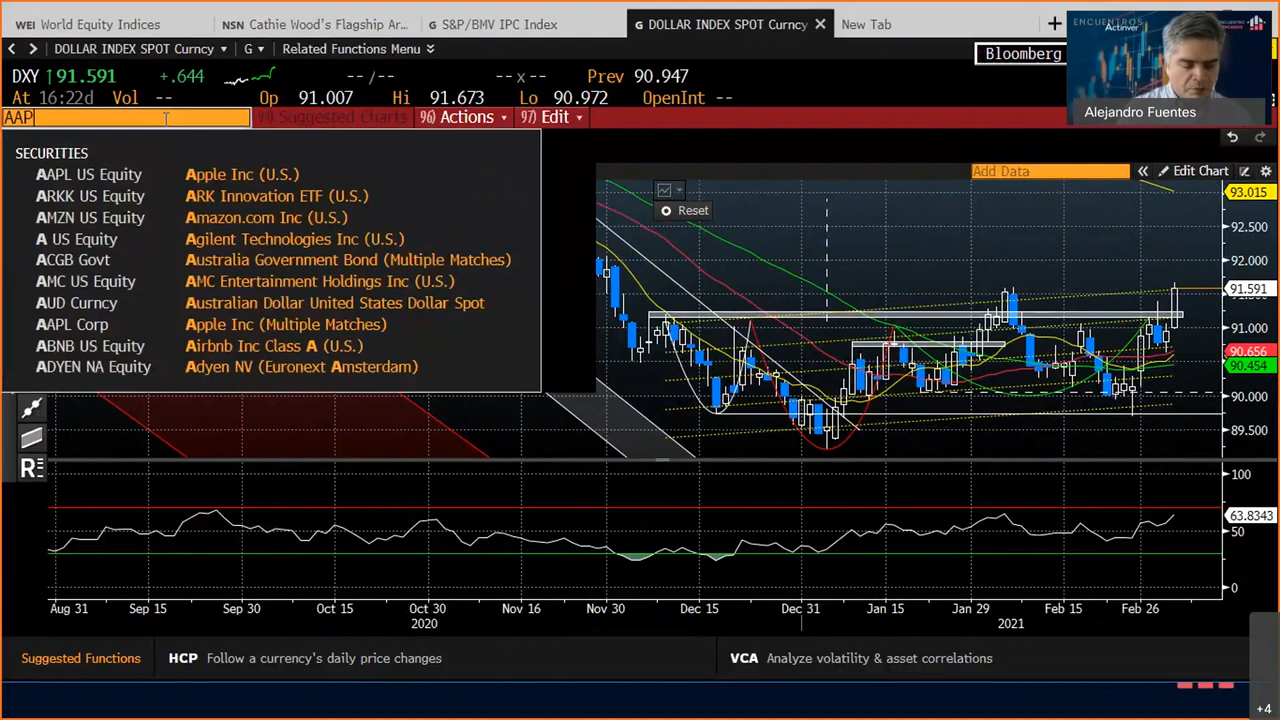 WEI World Equity Indices
NSN Cathie Wood's Flagship Ar...
G S&P/BMV IPC Index
G DOLLAR INDEX SPOT Curncy
New Tab
ENCUENTROS
Actinver
DOLLAR INDEX SPOT Curncy
G
Related Functions Menu
Bloomberg
DXY 91.591 +.644 -- /-- -- x -- Prev 90.947
At 16:22d Vol -- Op 91.007 Hi 91.673 Lo 90.972 OpenInt --
Alejandro Fuentes
AAP
Suggested Charts
96) Actions
97) Edit
SECURITIES
AAPL US Equity Apple Inc (U.S.)
ARKK US Equity ARK Innovation ETF (U.S.)
AMZN US Equity Amazon.com Inc (U.S.)
A US Equity Agilent Technologies Inc (U.S.)
ACGB Govt Australia Government Bond (Multiple Matches)
AMC US Equity AMC Entertainment Holdings Inc (U.S.)
AUD Curncy Australian Dollar United States Dollar Spot
AAPL Corp Apple Inc (Multiple Matches)
ABNB US Equity Airbnb Inc Class A (U.S.)
ADYEN NA Equity Adyen NV (Euronext Amsterdam)
Add Data
Edit Chart
Reset
93.015
92.500
92.000
91.591
91.000
90.656
90.454
90.000
89.500
R
100
63.8343
50
0
Aug 31 Sep 15 Sep 30 Oct 15 Oct 30 Nov 16 Nov 30 Dec 15 Dec 31 Jan 15 Jan 29 Feb 15 Feb 26
2020 2021
Suggested Functions
HCP Follow a currency's daily price changes
VCA Analyze volatility & asset correlations
+4